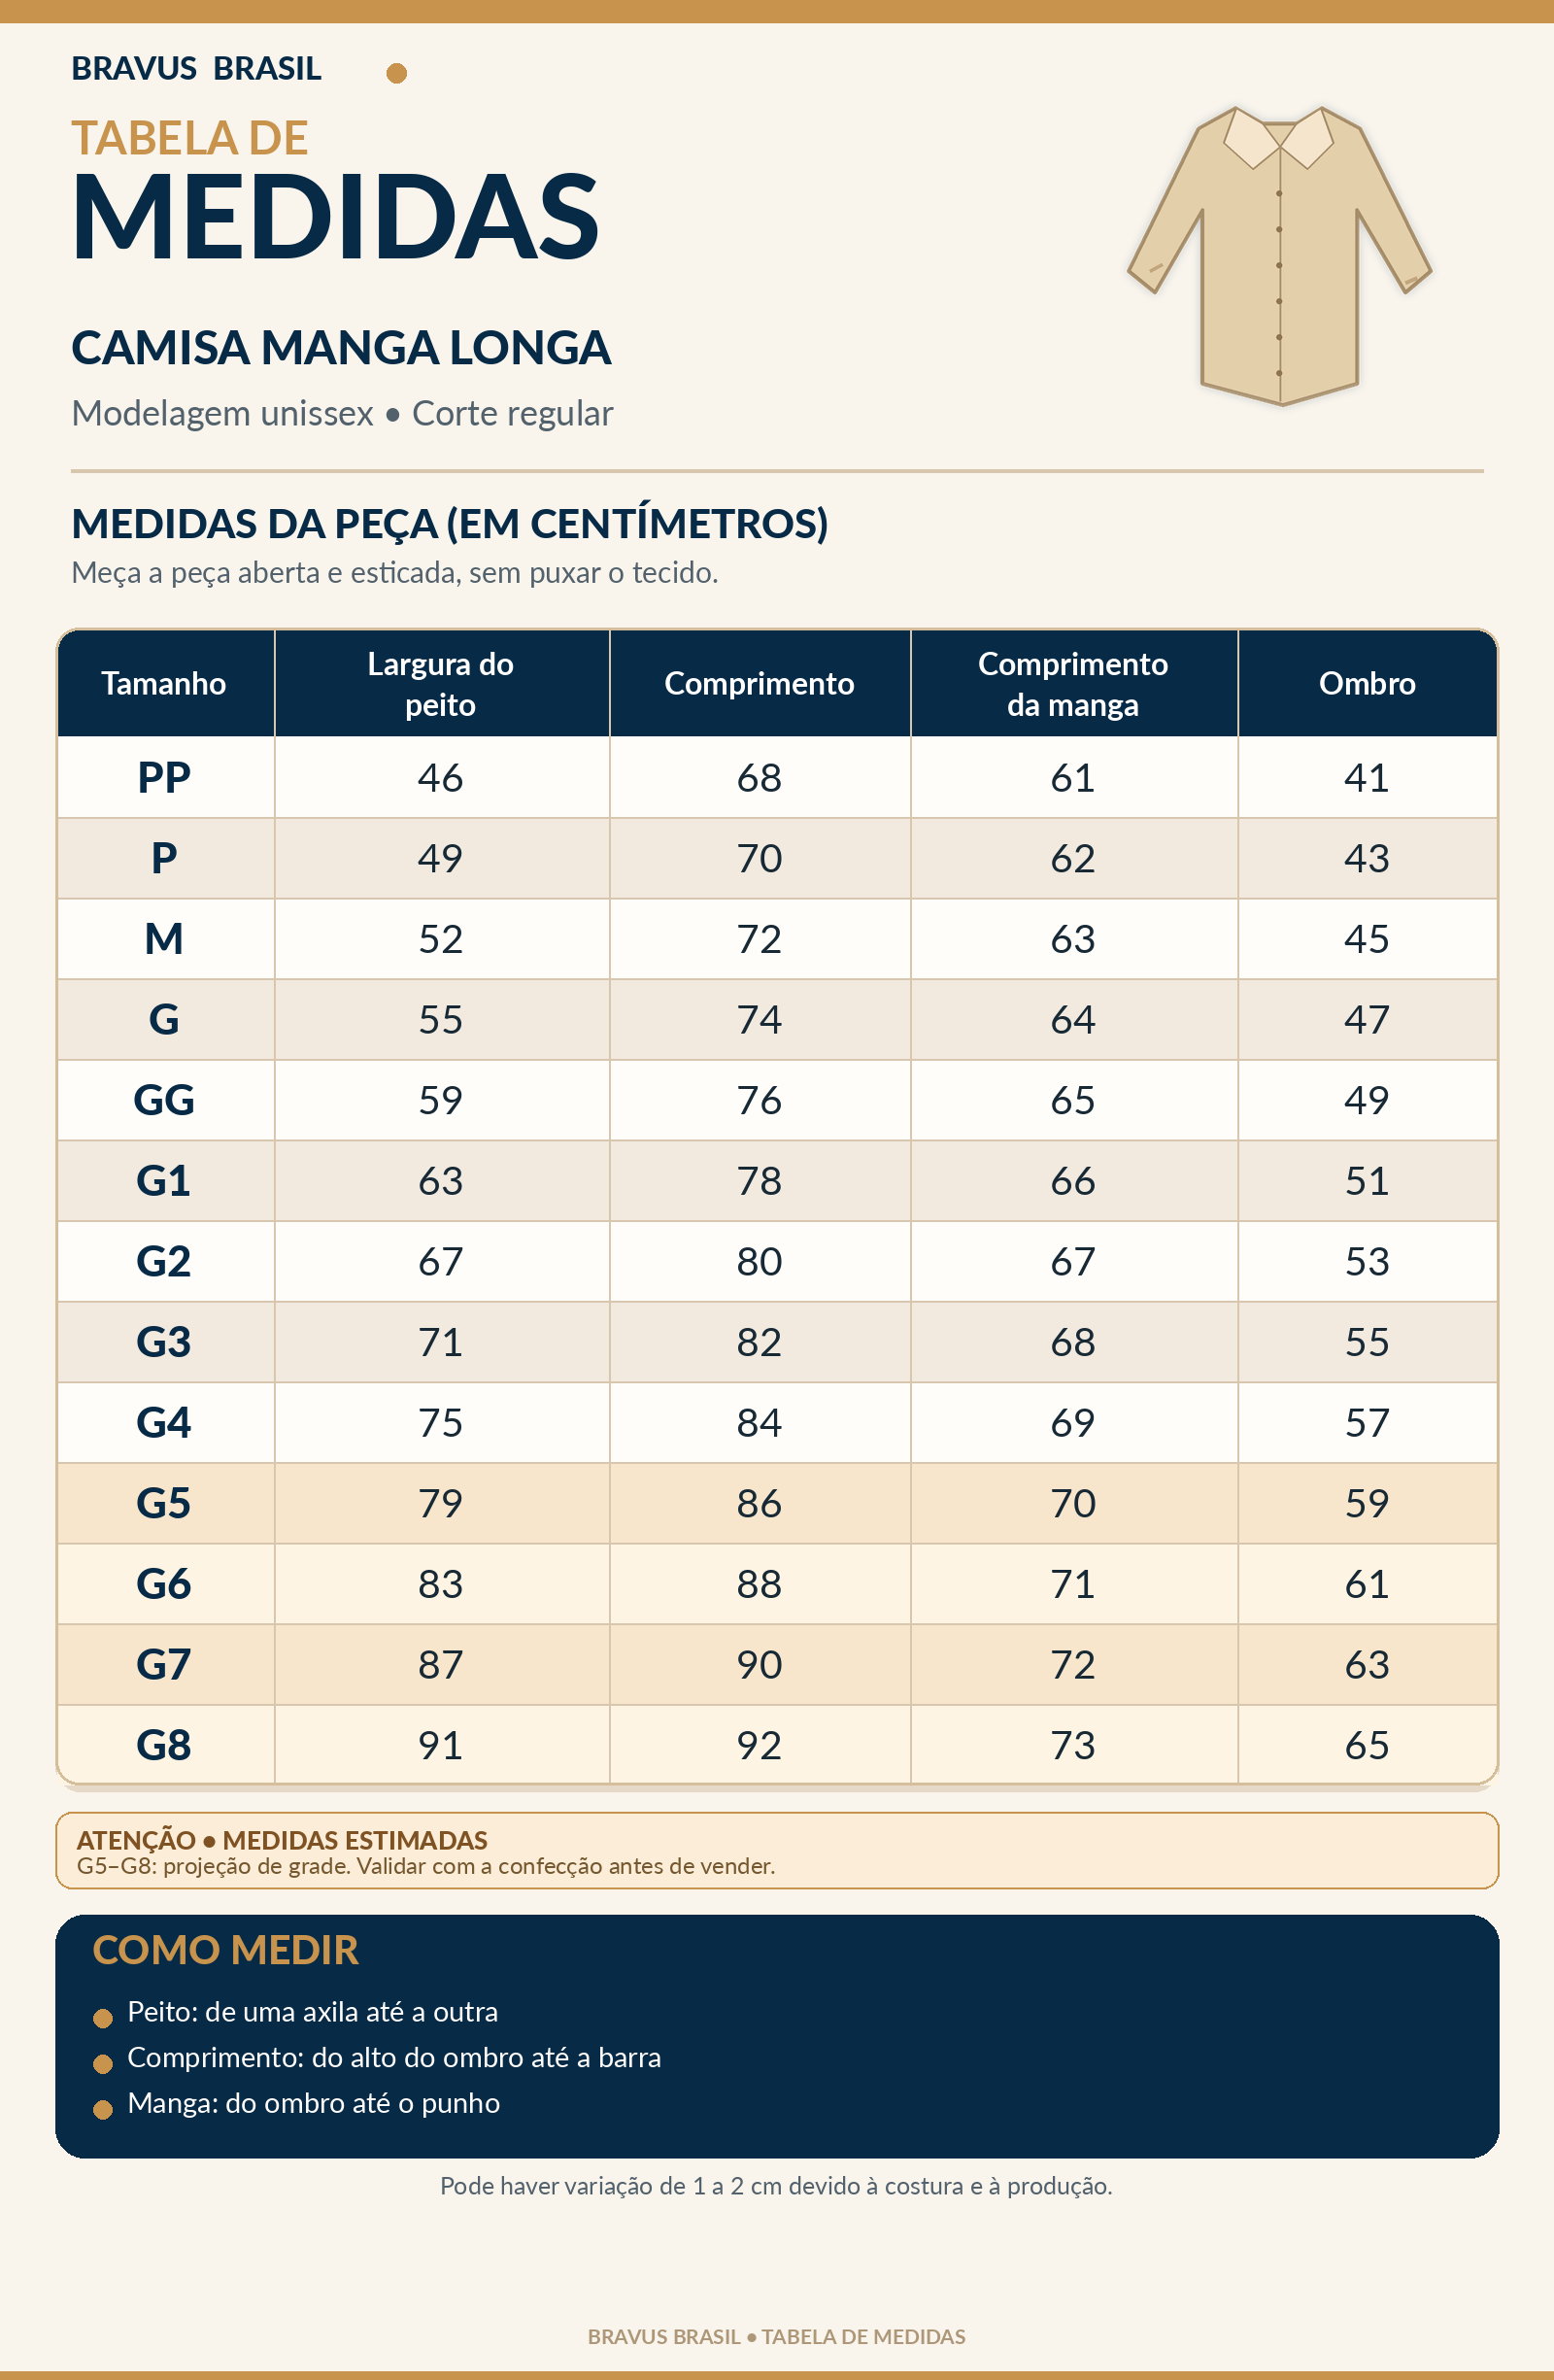 BRAVUS BRASIL
TABELA DE
MEDIDAS
CAMISA MANGA LONGA
Modelagem unissex • Corte regular
MEDIDAS DA PEÇA (EM CENTÍMETROS)
Meça a peça aberta e esticada, sem puxar o tecido.
Tamanho Largura do peito Comprimento Comprimento da manga Ombro
PP 46 68 61 41
P 49 70 62 43
M 52 72 63 45
G 55 74 64 47
GG 59 76 65 49
G1 63 78 66 51
G2 67 80 67 53
G3 71 82 68 55
G4 75 84 69 57
G5 79 86 70 59
G6 83 88 71 61
G7 87 90 72 63
G8 91 92 73 65
ATENÇÃO • MEDIDAS ESTIMADAS
G5–G8: projeção de grade. Validar com a confecção antes de vender.
COMO MEDIR
Peito: de uma axila até a outra
Comprimento: do alto do ombro até a barra
Manga: do ombro até o punho
Pode haver variação de 1 a 2 cm devido à costura e à produção.
BRAVUS BRASIL • TABELA DE MEDIDAS